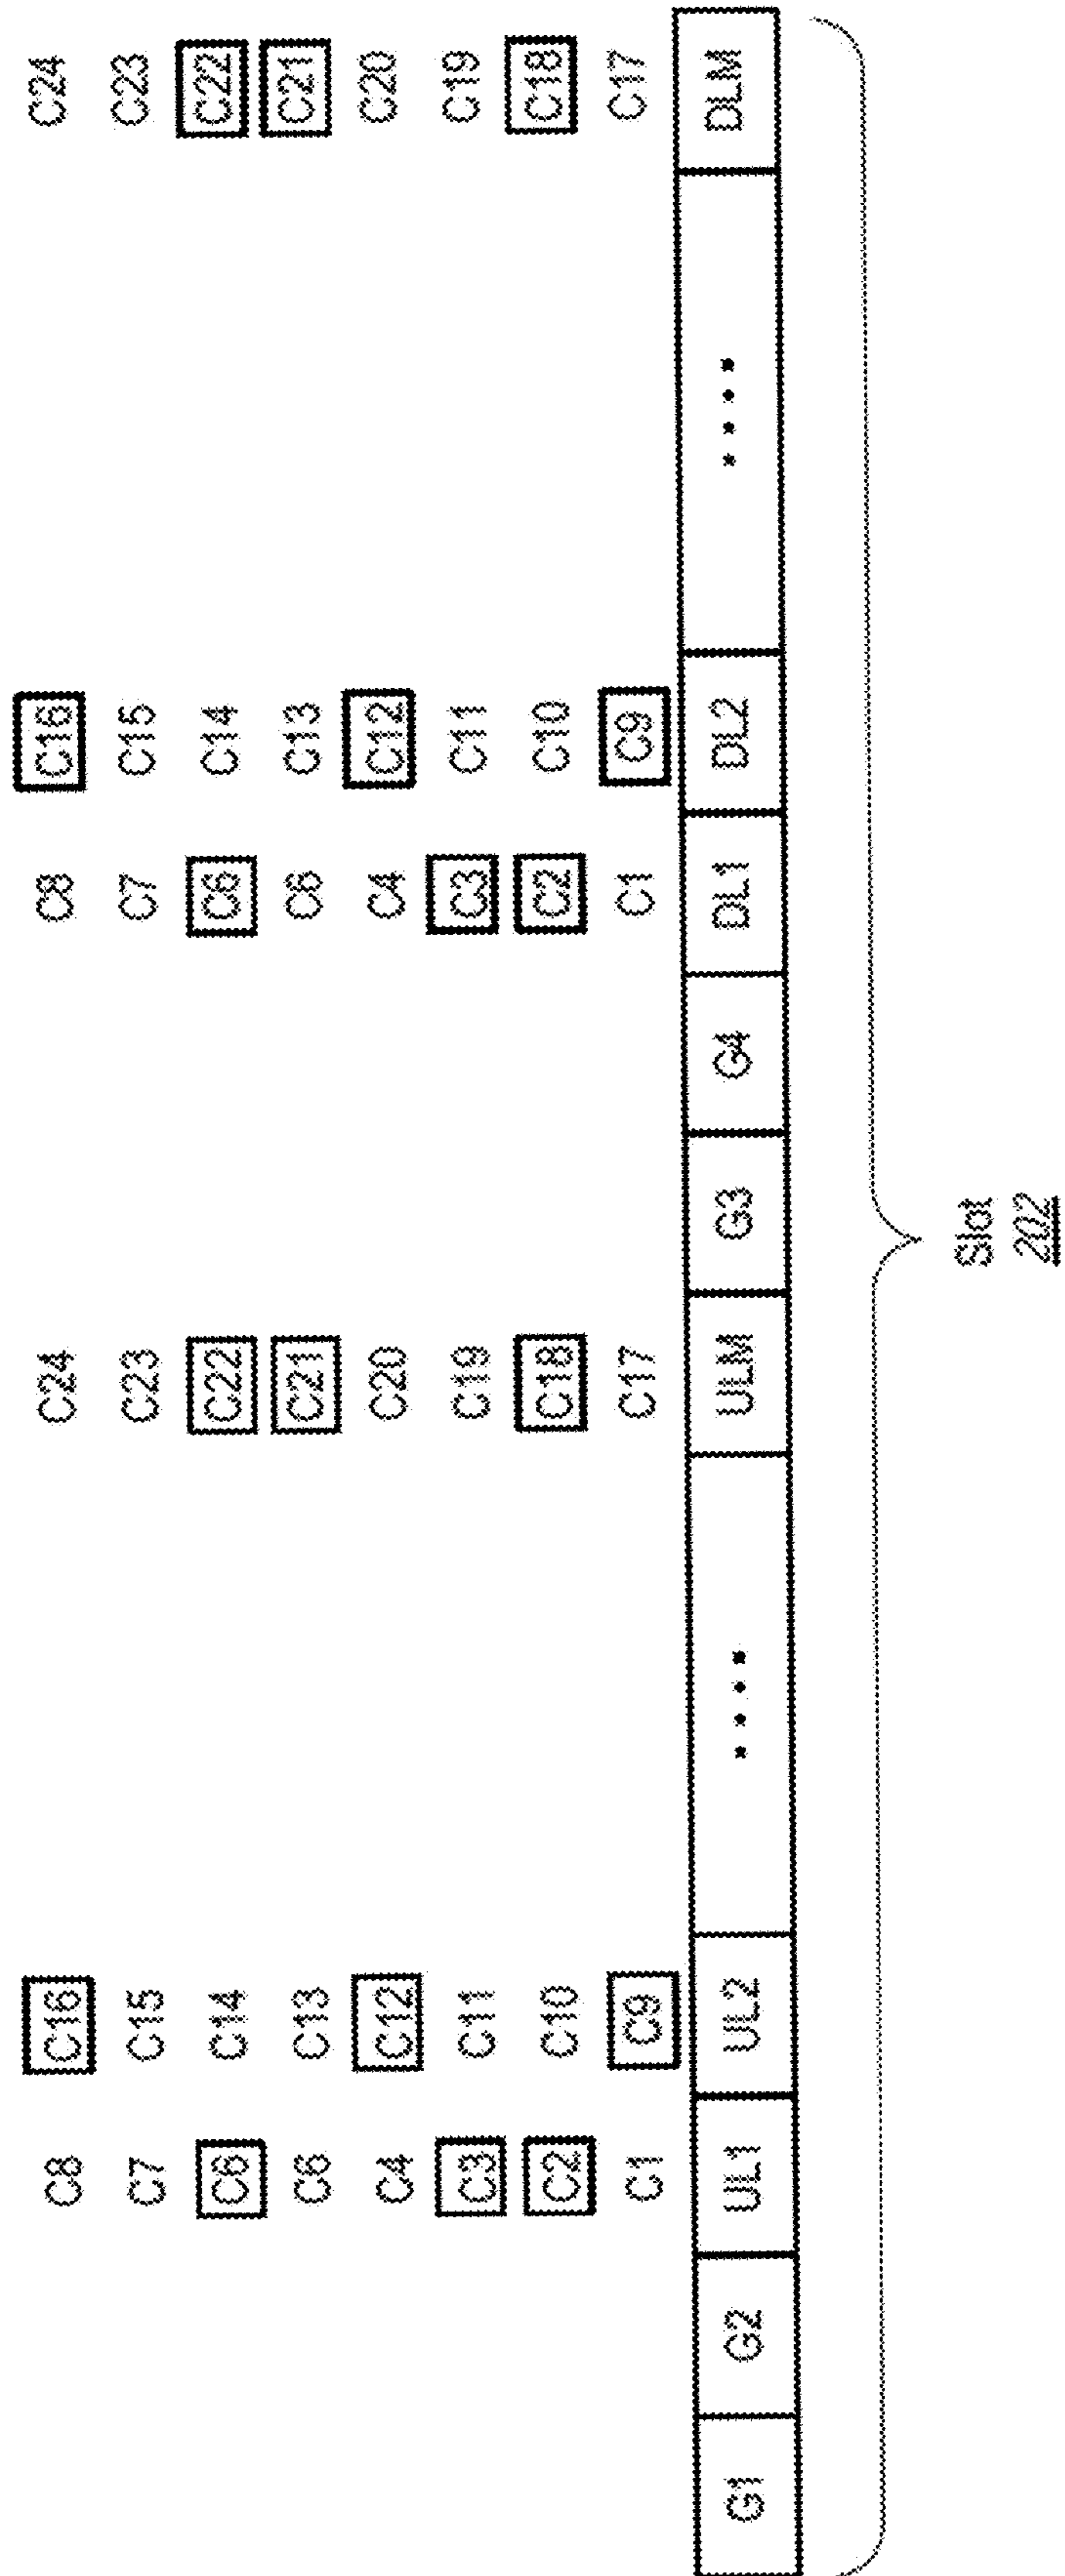 C8 C16 C24 C8 C16 C24
C7 C15 C23 C7 C15 C23
C6 C14 C22 C6 C14 C22
C6 C13 C21 C6 C13 C21
C4 C12 C20 C4 C12 C20
C3 C11 C19 C3 C11 C19
C2 C10 C18 C2 C10 C18
C1 C9 C17 C1 C9 C17
G1 G2 UL1 UL2 .... ULM G3 G4 DL1 DL2 .... DLM
Slot
202